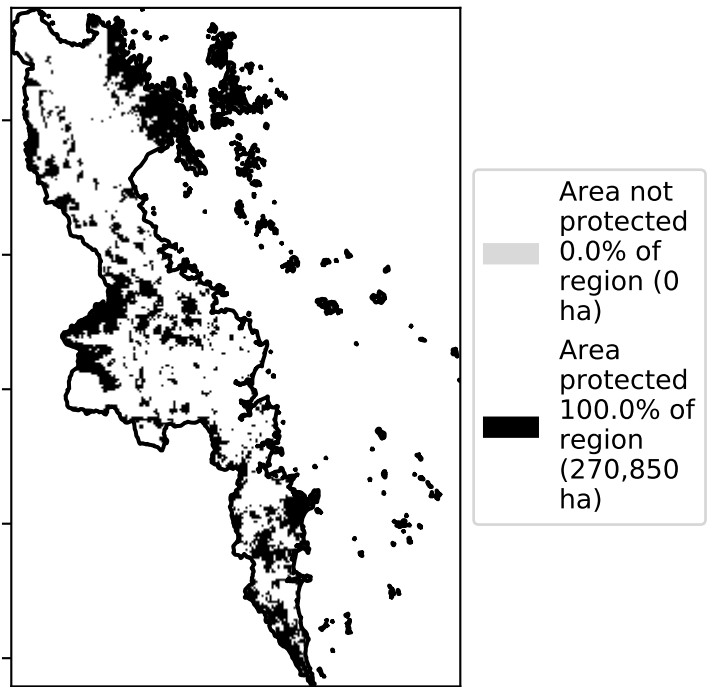 Area not
protected
0.0% of
region (0
ha)
Area
protected
100.0% of
region
(270,850
ha)